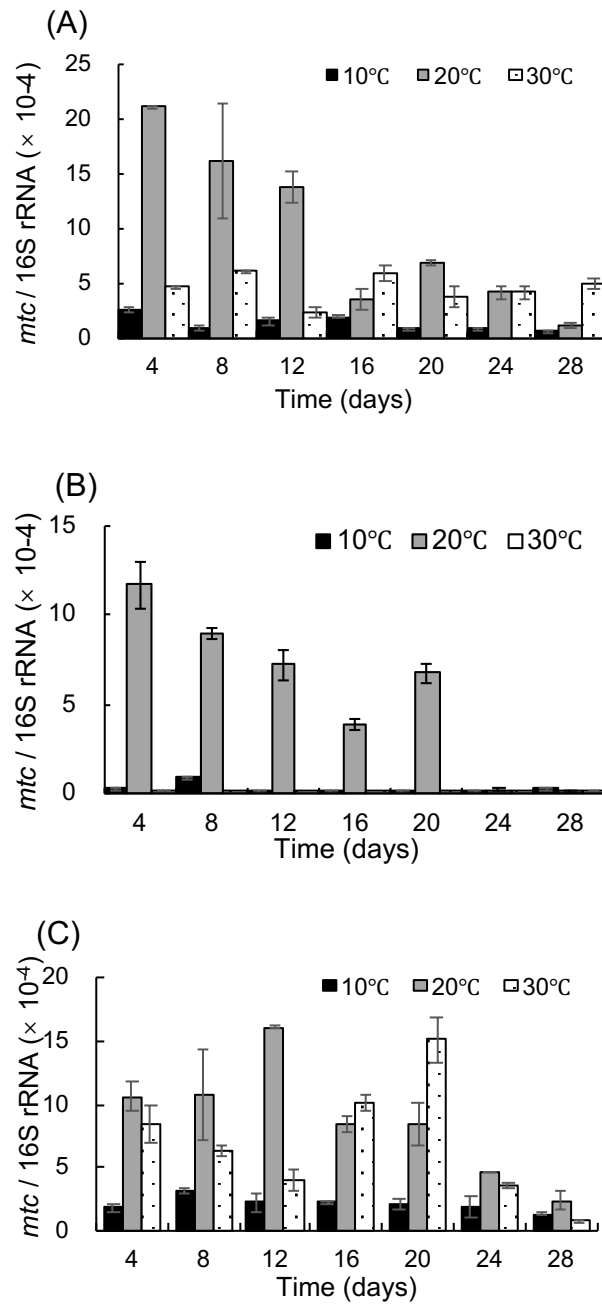 (A)
25
20
15
10
5
0
10℃ 20℃ 30℃
mtc / 16S rRNA (× 10-4)
4 8 12 16 20 24 28
Time (days)
(B)
15
10
5
0
10℃ 20℃ 30℃
mtc / 16S rRNA (× 10-4)
4 8 12 16 20 24 28
Time (days)
(C)
20
15
10
5
0
10℃ 20℃ 30℃
mtc / 16S rRNA (× 10⁻⁴)
4 8 12 16 20 24 28
Time (days)